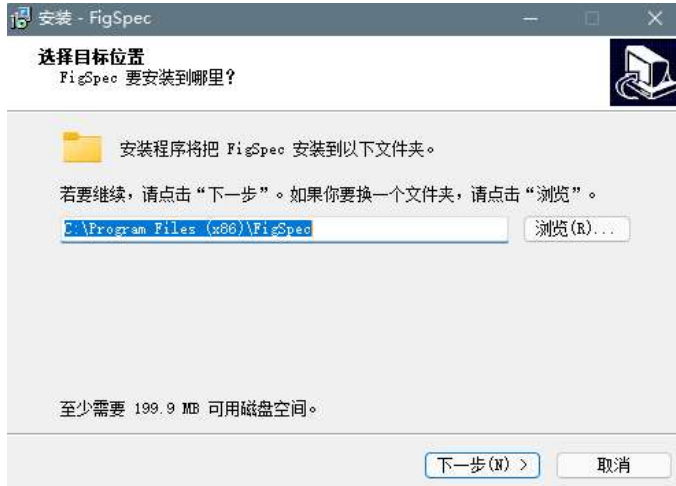 安装 - FigSpec
选择目标位置
FigSpec 要安装到哪里?
安装程序将把 FigSpec 安装到以下文件夹。
若要继续，请点击“下一步”。如果你要换一个文件夹，请点击“浏览”。
C:\Program Files (x86)\FigSpec
浏览(R)...
至少需要 199.9 MB 可用磁盘空间。
下一步(N) >
取消